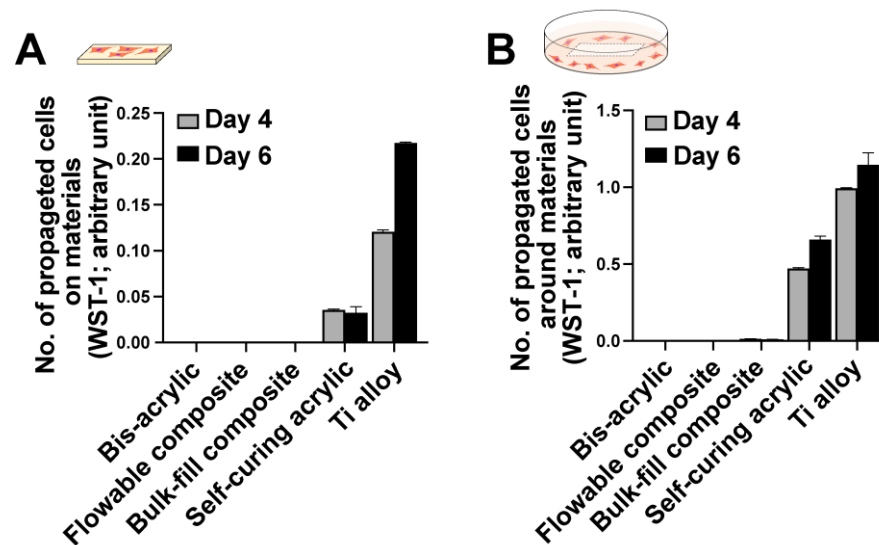 A
No. of propageted cells
on materials
(WST-1; arbitrary unit)
0.25
0.20
0.15
0.10
0.05
0.00
Day 4
Day 6
Bis-acrylic
Flowable composite
Bulk-fill composite
Self-curing acrylic
Ti alloy
B
No. of propagated cells
around materials
(WST-1; arbitrary unit)
1.5
1.0
0.5
0.0
Day 4
Day 6
Bis-acrylic
Flowable composite
Bulk-fill composite
Self-curing acrylic
Ti alloy